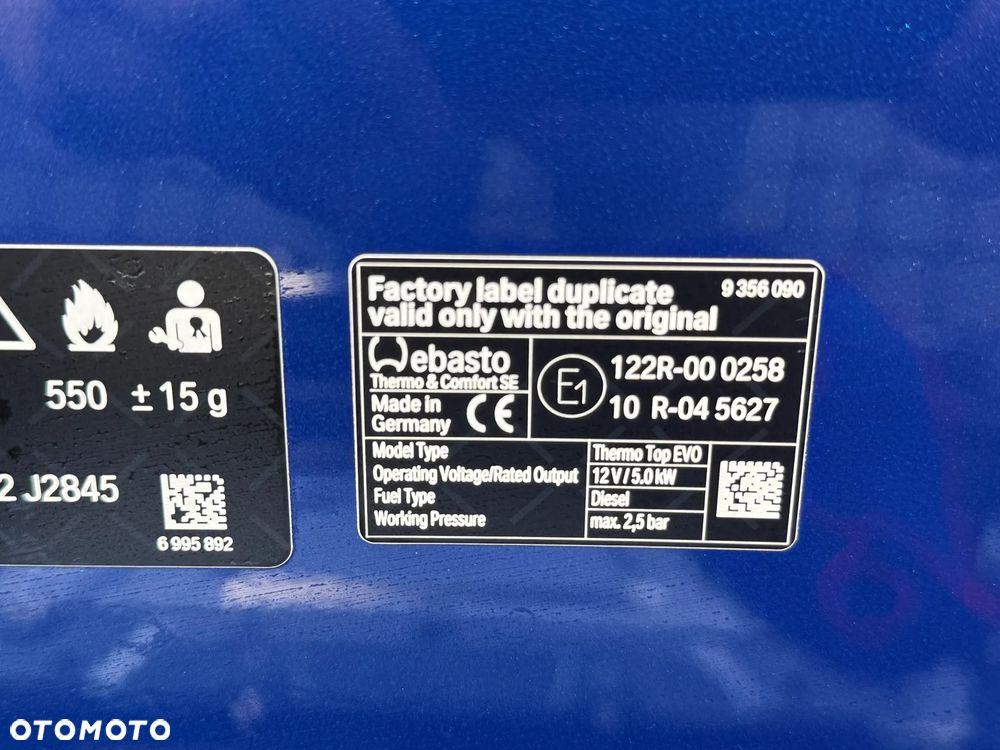 550 ± 15 g
2 J2845
6 995 892
Factory label duplicate 9 356 090
valid only with the original
Webasto
Thermo & Comfort SE
Made in
Germany
CE
E1
122R-00 0258
10 R-04 5627
Model Type Thermo Top EVO
Operating Voltage/Rated Output 12 V / 5.0 kW
Fuel Type Diesel
Working Pressure max. 2,5 bar
OTOMOTO